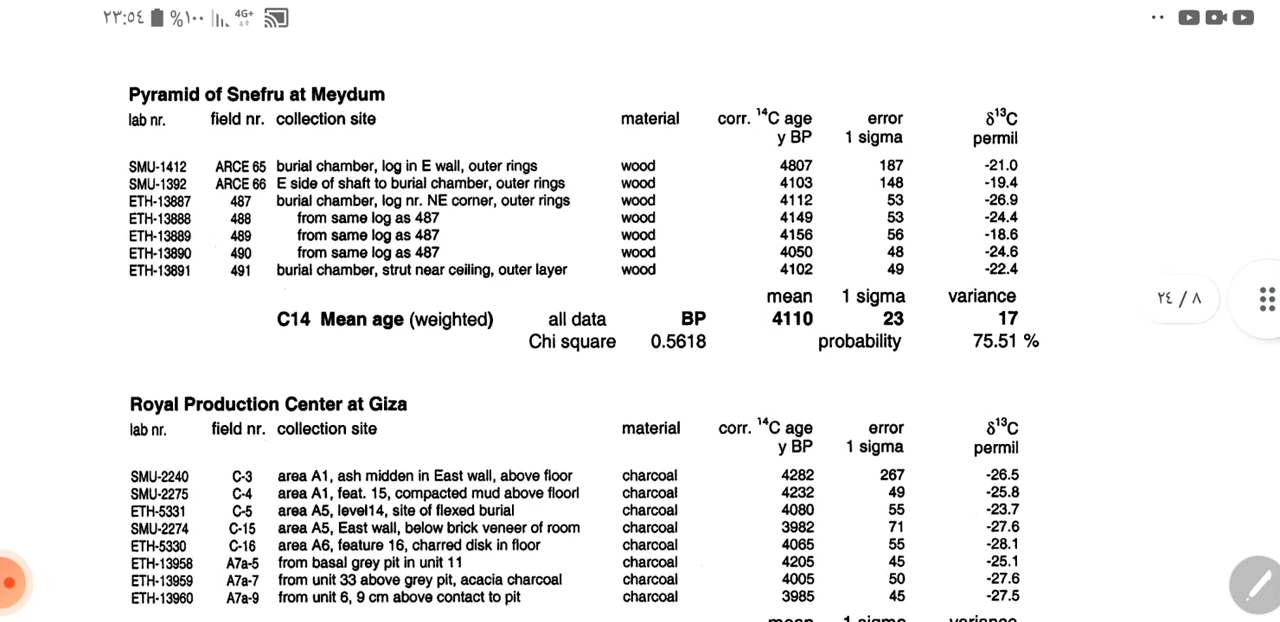 ٢٣:٥٤ %١٠٠ 4G+
Pyramid of Snefru at Meydum
lab nr. field nr. collection site material corr. ¹⁴C age error δ¹³C
y BP 1 sigma permil
SMU-1412 ARCE 65 burial chamber, log in E wall, outer rings wood 4807 187 -21.0
SMU-1392 ARCE 66 E side of shaft to burial chamber, outer rings wood 4103 148 -19.4
ETH-13887 487 burial chamber, log nr. NE corner, outer rings wood 4112 53 -26.9
ETH-13888 488 from same log as 487 wood 4149 53 -24.4
ETH-13889 489 from same log as 487 wood 4156 56 -18.6
ETH-13890 490 from same log as 487 wood 4050 48 -24.6
ETH-13891 491 burial chamber, strut near ceiling, outer layer wood 4102 49 -22.4
mean 1 sigma variance
C14 Mean age (weighted) all data BP 4110 23 17
Chi square 0.5618 probability 75.51 %
٢٤ / ٨
Royal Production Center at Giza
lab nr. field nr. collection site material corr. ¹⁴C age error δ¹³C
y BP 1 sigma permil
SMU-2240 C-3 area A1, ash midden in East wall, above floor charcoal 4282 267 -26.5
SMU-2275 C-4 area A1, feat. 15, compacted mud above floorl charcoal 4232 49 -25.8
ETH-5331 C-5 area A5, level14, site of flexed burial charcoal 4080 55 -23.7
SMU-2274 C-15 area A5, East wall, below brick veneer of room charcoal 3982 71 -27.6
ETH-5330 C-16 area A6, feature 16, charred disk in floor charcoal 4065 55 -28.1
ETH-13958 A7a-5 from basal grey pit in unit 11 charcoal 4205 45 -25.1
ETH-13959 A7a-7 from unit 33 above grey pit, acacia charcoal charcoal 4005 50 -27.6
ETH-13960 A7a-9 from unit 6, 9 cm above contact to pit charcoal 3985 45 -27.5
mean 1 sigma variance